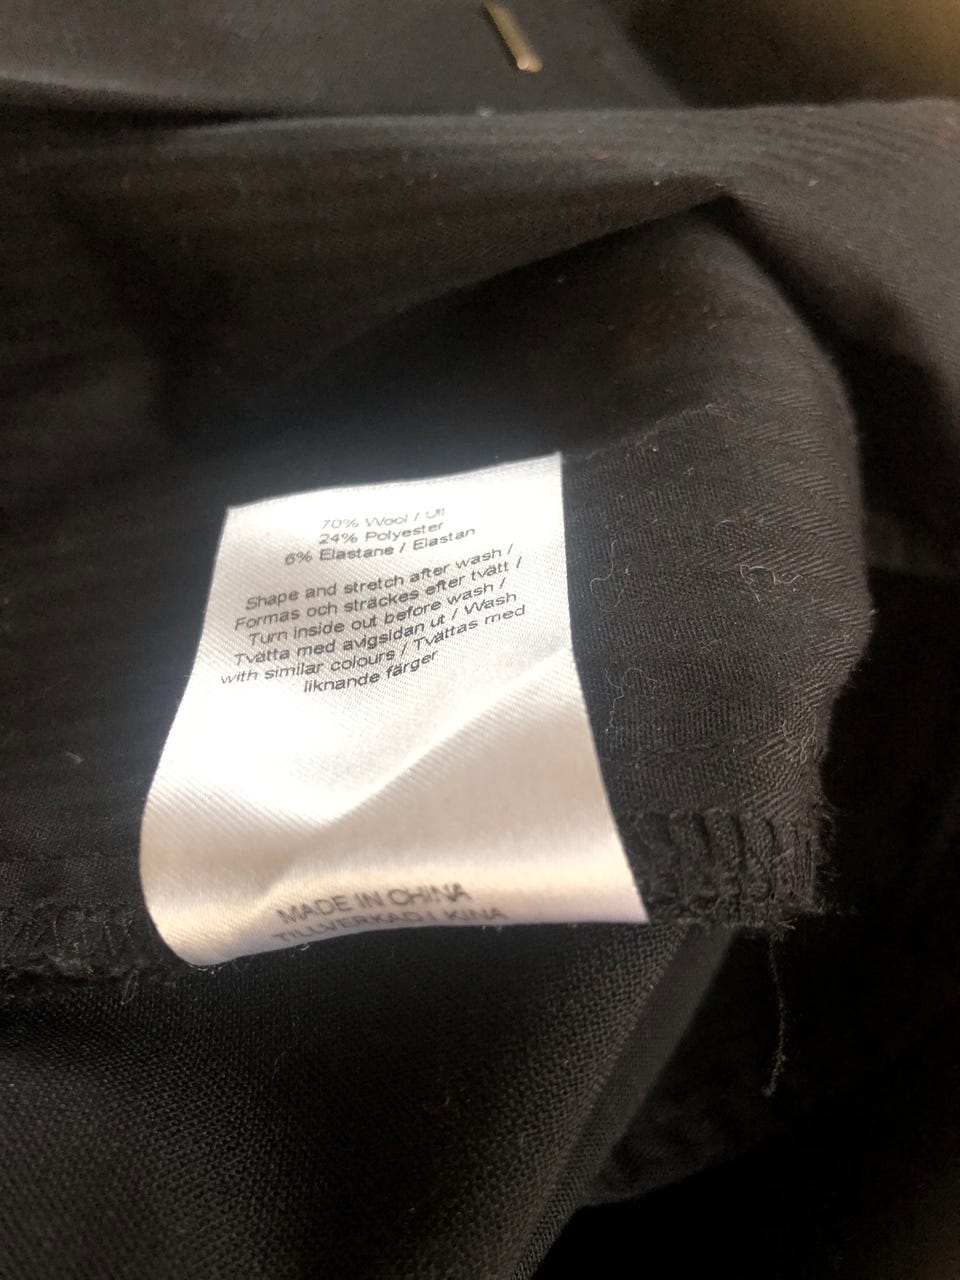 70% Wool / Ull
24% Polyester
6% Elastane / Elastan
Shape and stretch after wash /
Formas och sträckes efter tvätt /
Turn inside out before wash /
Tvätta med avigsidan ut / Wash
with similar colours / Tvättas med
liknande färger
MADE IN CHINA
TILLVERKAD I KINA